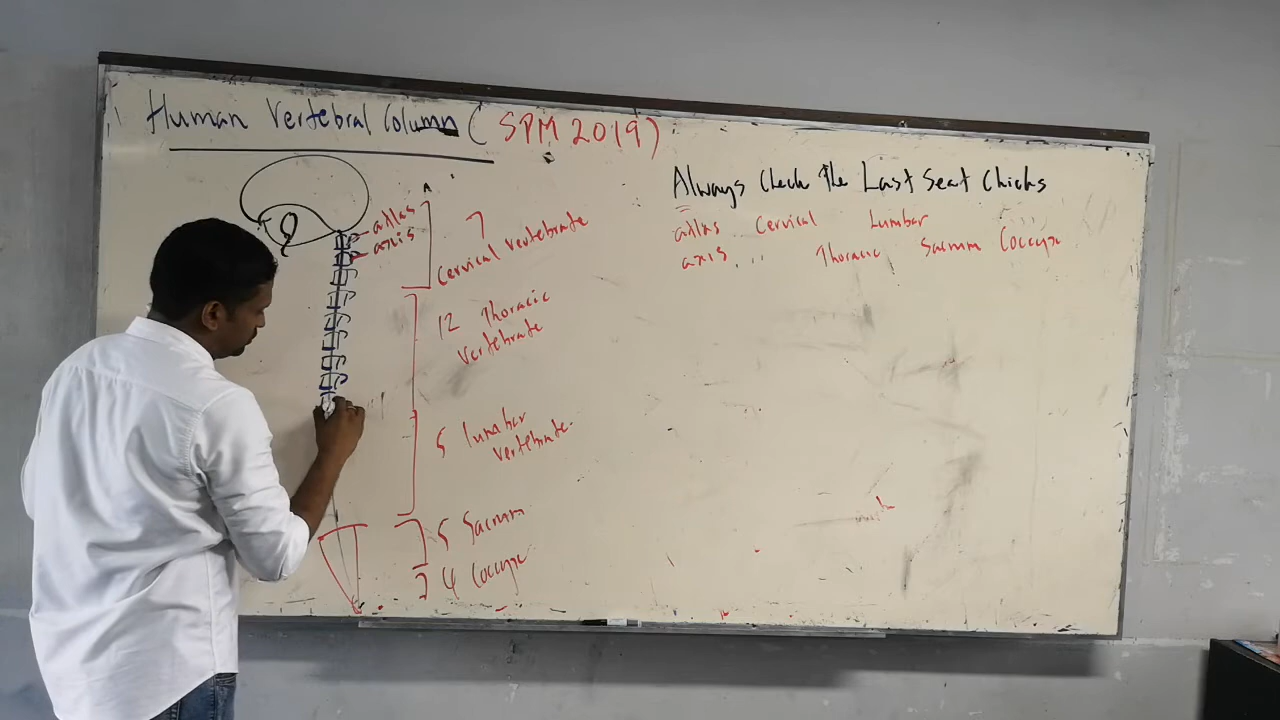 Human Vertebral Column (SPM 2019)
Always Check The Last Seat Chicks
atlas Cervical Lumbar
axis ... Thoracic Sacrum Coccyx
atlas
axis
7
Cervical vertebrate
12 Thoracic
vertebrate
5 lumbar
vertebrate.
5 Sacrum
4 Coccyx